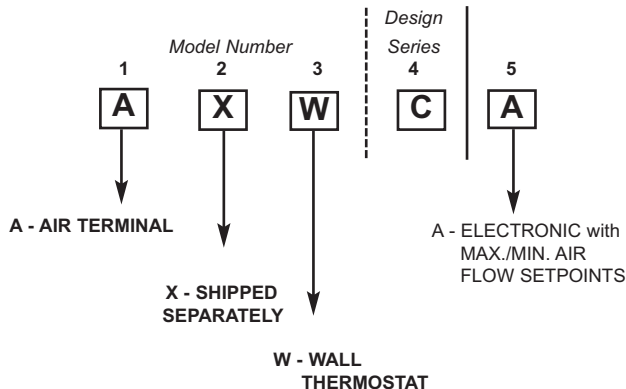 Design
Model Number Series
1 2 3 4 5
A X W C A
A - AIR TERMINAL
A - ELECTRONIC with
MAX./MIN. AIR
FLOW SETPOINTS
X - SHIPPED
SEPARATELY
W - WALL
THERMOSTAT